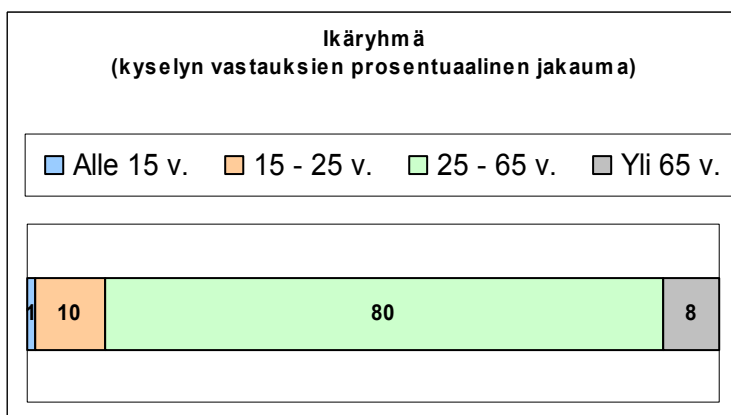 Ikäryhmä
(kyselyn vastauksien prosentuaalinen jakauma)
Alle 15 v. 15 - 25 v. 25 - 65 v. Yli 65 v.
1 10 80 8